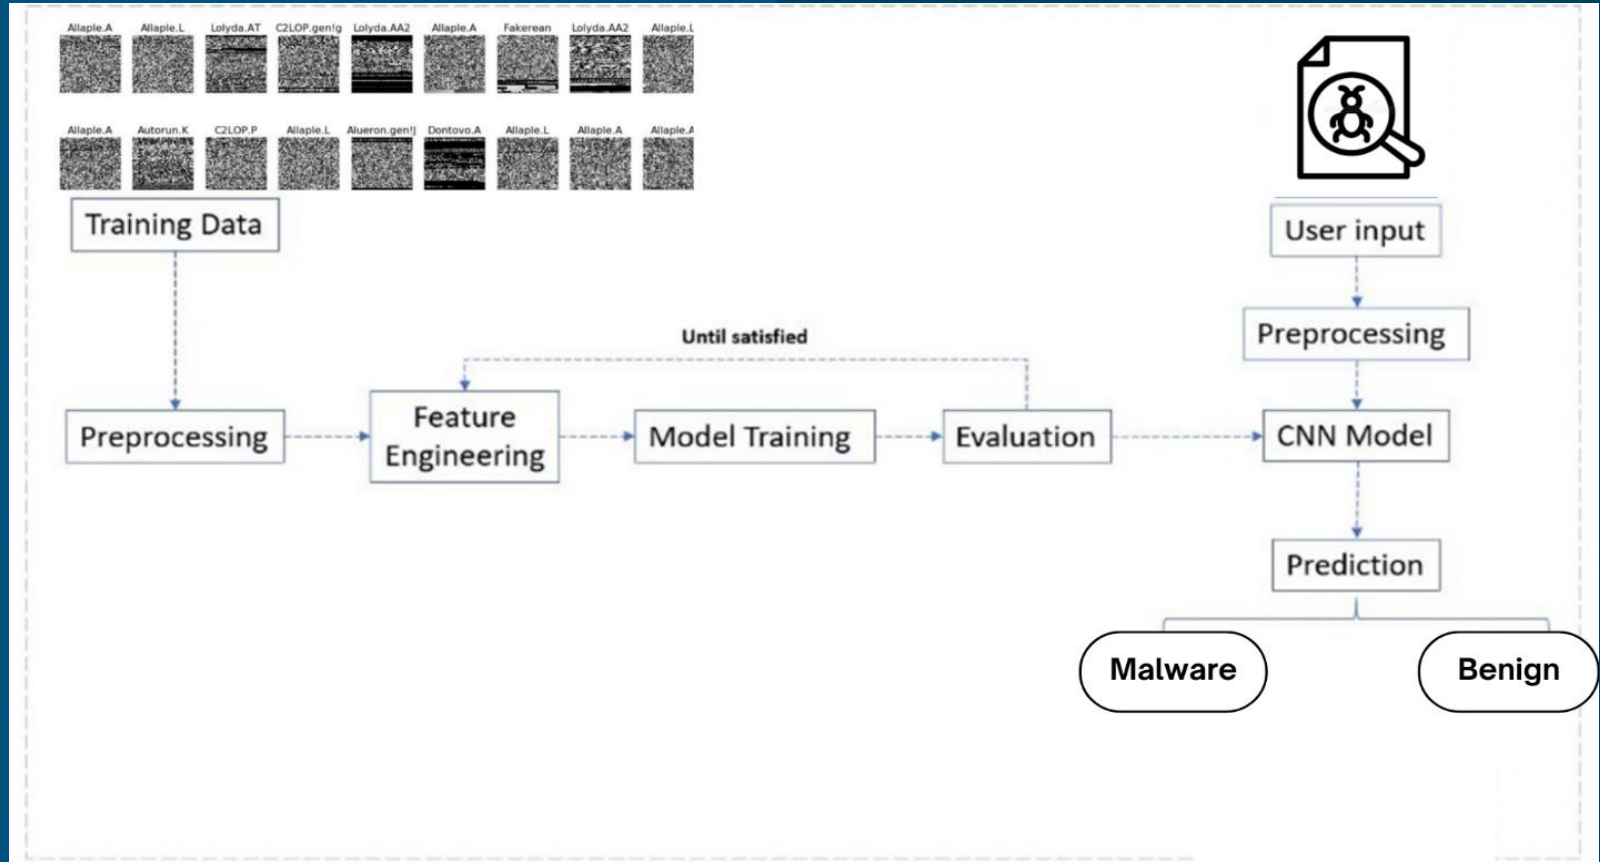 Allaple.A Allaple.L Lolyda.AT C2LOP.gen!g Lolyda.AA2 Allaple.A Fakerean Lolyda.AA2 Allaple.L
Allaple.A Autorun.K C2LOP.P Allaple.L Alueron.gen!J Dontovo.A Allaple.L Allaple.A Allaple.A
Training Data
User input
Preprocessing
Until satisfied
Preprocessing
Feature
Engineering
Model Training
Evaluation
CNN Model
Prediction
Malware
Benign